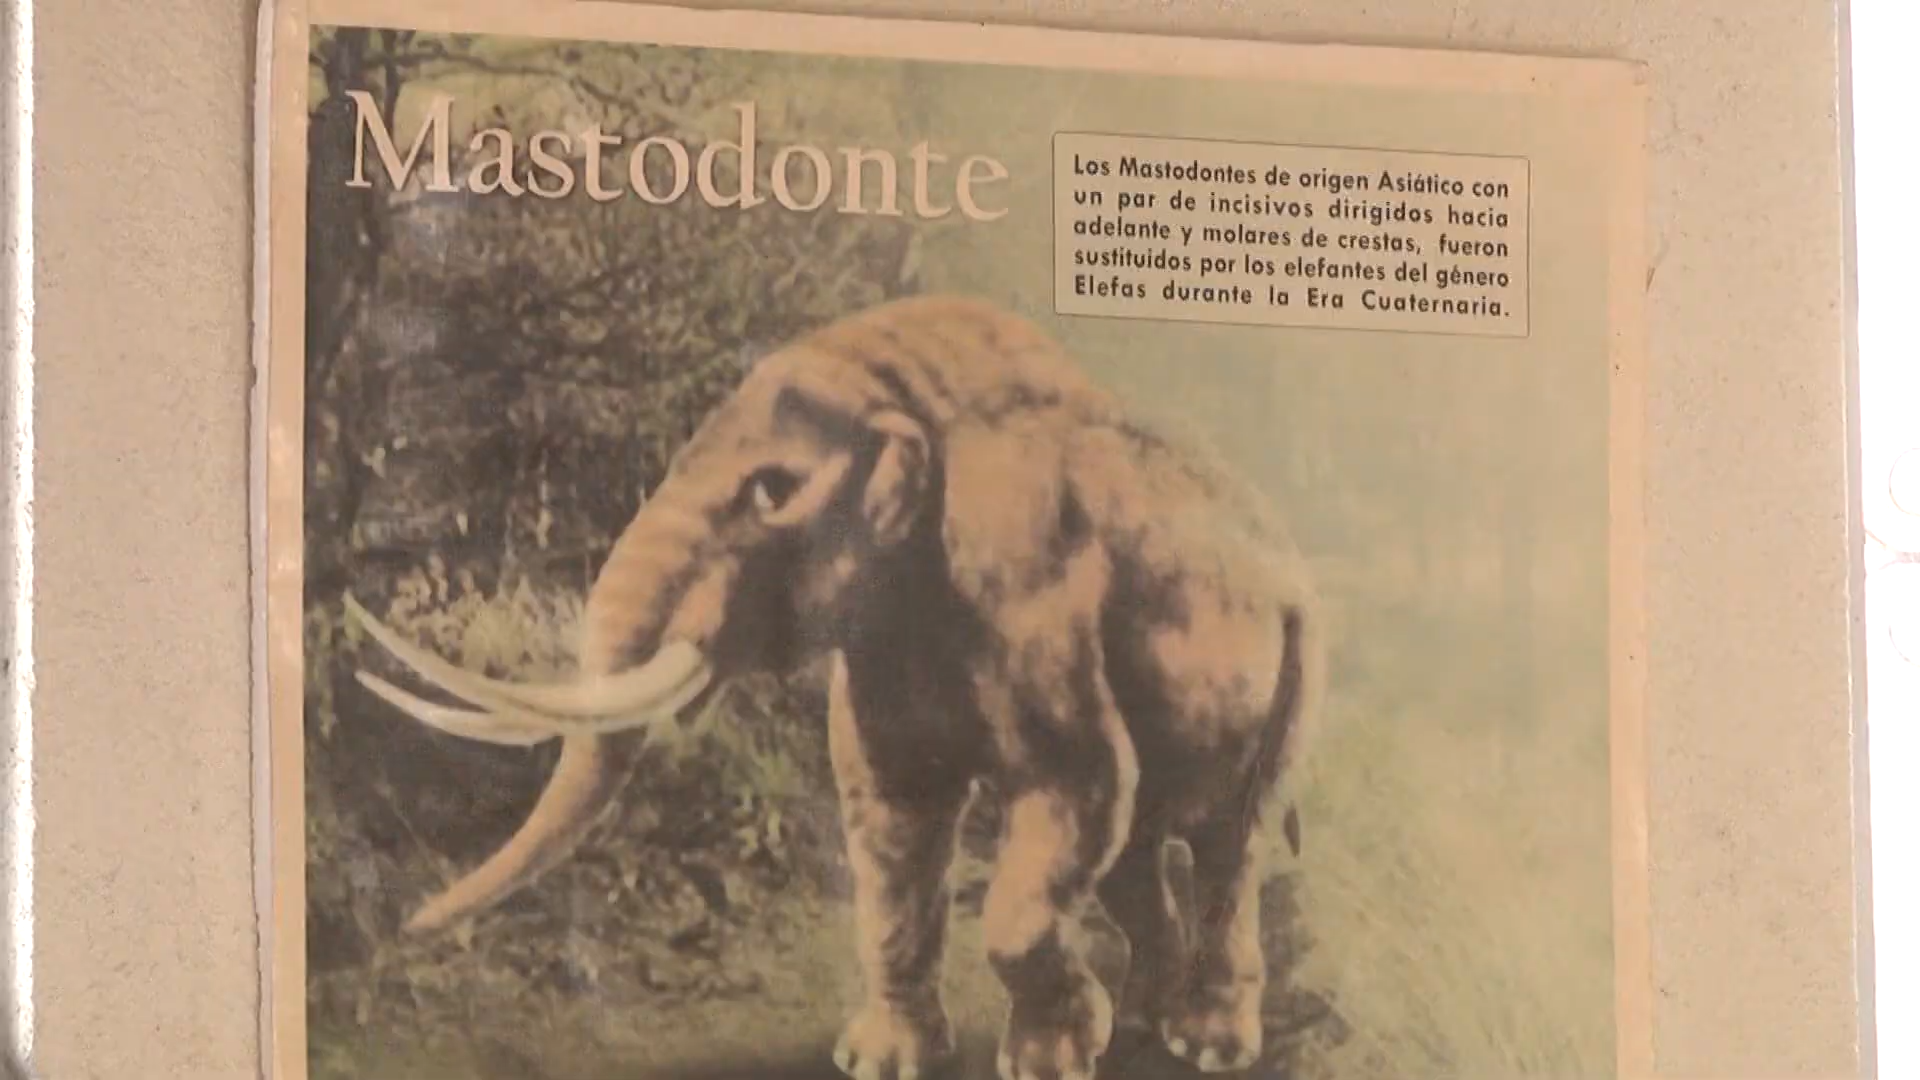 Mastodonte
Los Mastodontes de origen Asiático con
un par de incisivos dirigidos hacia
adelante y molares de crestas, fueron
sustituidos por los elefantes del género
Elefas durante la Era Cuaternaria.